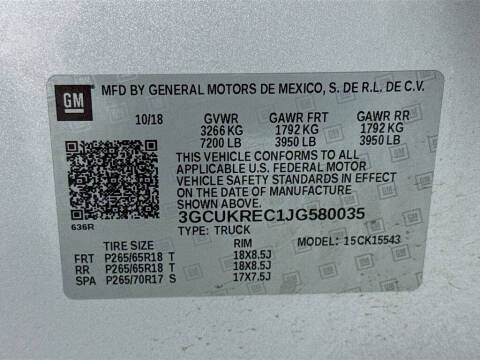 GM MFD BY GENERAL MOTORS DE MEXICO, S. DE R.L. DE C.V.
10/18 GVWR GAWR FRT GAWR RR
3266 KG 1792 KG 1792 KG
7200 LB 3950 LB 3950 LB
THIS VEHICLE CONFORMS TO ALL
APPLICABLE U.S. FEDERAL MOTOR
VEHICLE SAFETY STANDARDS IN EFFECT
ON THE DATE OF MANUFACTURE
SHOWN ABOVE.
636R 3GCUKREC1JG580035
TYPE: TRUCK MODEL: 15CK15543
TIRE SIZE RIM
FRT P265/65R18 T 18X8.5J
RR P265/65R18 T 18X8.5J
SPA P265/70R17 S 17X7.5J